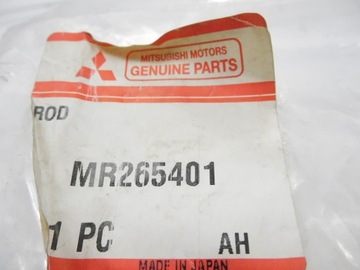 MITSUBISHI MOTORS
GENUINE PARTS
ROD
MR265401
1 PC AH
MADE IN JAPAN